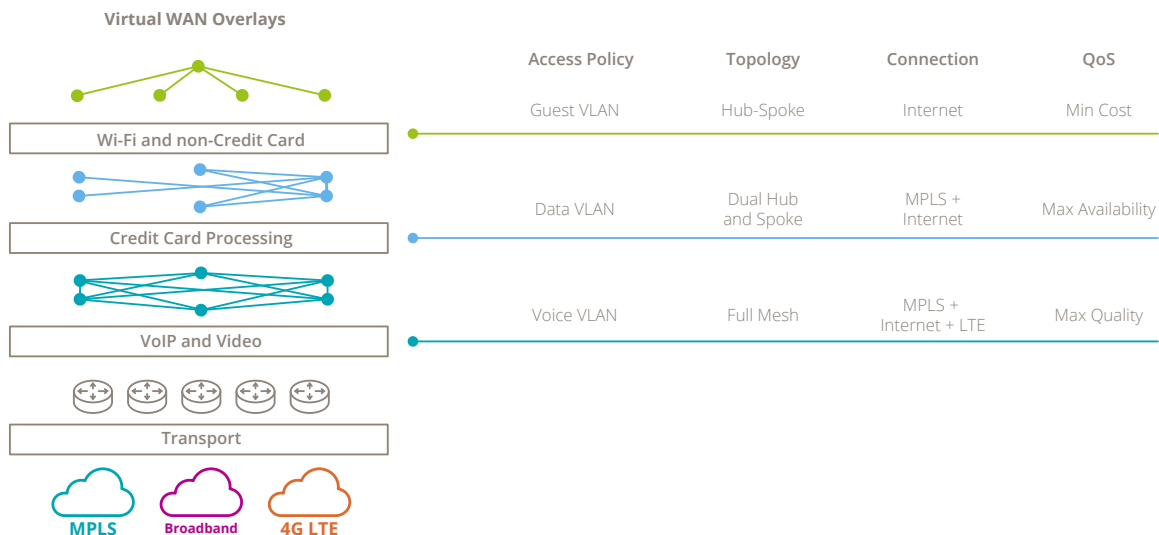 Virtual WAN Overlays
Access Policy
Topology
Connection
QoS
Guest VLAN
Hub-Spoke
Internet
Min Cost
Wi-Fi and non-Credit Card
Data VLAN
Dual Hub
and Spoke
MPLS +
Internet
Max Availability
Credit Card Processing
Voice VLAN
Full Mesh
MPLS +
Internet + LTE
Max Quality
VoIP and Video
Transport
MPLS
Broadband
4G LTE